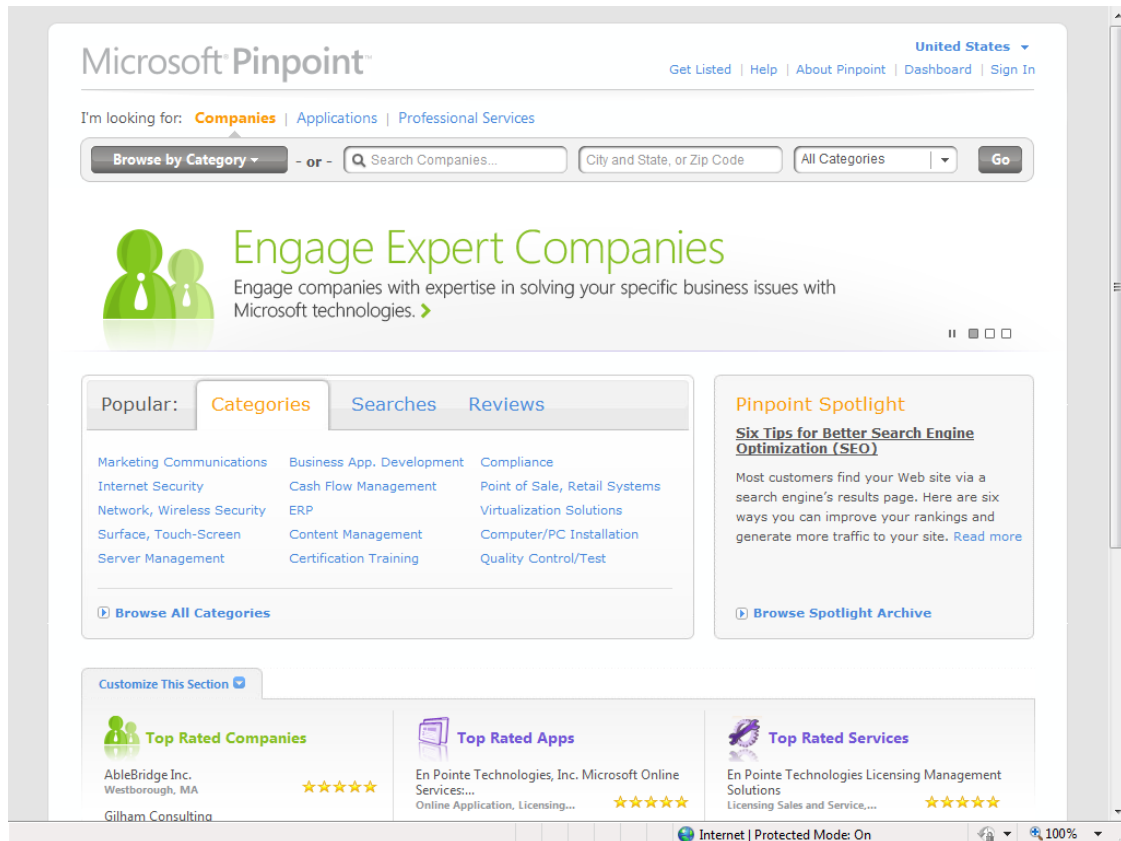 Microsoft® Pinpoint™
United States
Get Listed | Help | About Pinpoint | Dashboard | Sign In
I'm looking for: Companies | Applications | Professional Services
Browse by Category - or - Search Companies... City and State, or Zip Code All Categories Go
Engage Expert Companies
Engage companies with expertise in solving your specific business issues with
Microsoft technologies.
Popular: Categories Searches Reviews
Marketing Communications Business App. Development Compliance
Internet Security Cash Flow Management Point of Sale, Retail Systems
Network, Wireless Security ERP Virtualization Solutions
Surface, Touch-Screen Content Management Computer/PC Installation
Server Management Certification Training Quality Control/Test
Browse All Categories
Pinpoint Spotlight
Six Tips for Better Search Engine
Optimization (SEO)
Most customers find your Web site via a
search engine's results page. Here are six
ways you can improve your rankings and
generate more traffic to your site. Read more
Browse Spotlight Archive
Customize This Section
Top Rated Companies
AbleBridge Inc.
Westborough, MA
Gilham Consulting
Top Rated Apps
En Pointe Technologies, Inc. Microsoft Online
Services:...
Online Application, Licensing...
Top Rated Services
En Pointe Technologies Licensing Management
Solutions
Licensing Sales and Service,...
Internet | Protected Mode: On 100%